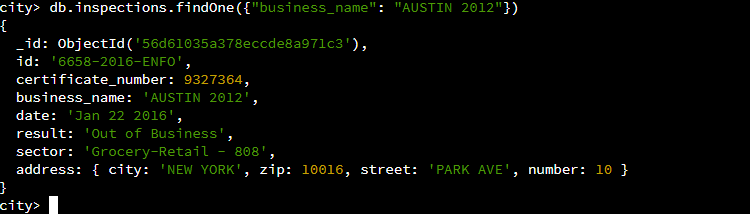 city> db.inspections.findOne({"business_name": "AUSTIN 2012"})
{
  _id: ObjectId('56d61035a378eccde8a971c3'),
  id: '6658-2016-ENFO',
  certificate_number: 9327364,
  business_name: 'AUSTIN 2012',
  date: 'Jan 22 2016',
  result: 'Out of Business',
  sector: 'Grocery-Retail - 808',
  address: { city: 'NEW YORK', zip: 10016, street: 'PARK AVE', number: 10 }
}
city>